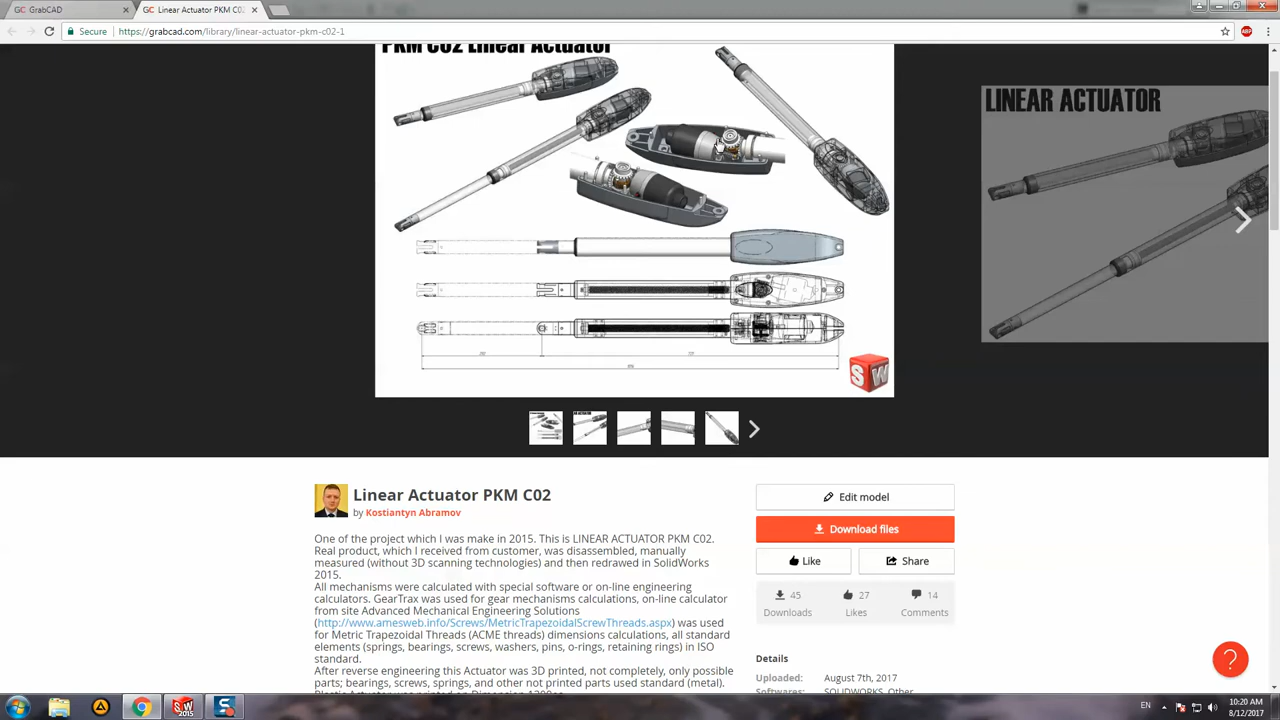 GrabCAD
Linear Actuator PKM C0
Secure
https://grabcad.com/library/linear-actuator-pkm-c02-1
ABP
PKM C02 Linear Actuator
LINEAR ACTUATOR
SW
Linear Actuator PKM C02
by Kostiantyn Abramov
Edit model
Download files
Like
Share
45
27
14
Downloads
Likes
Comments
One of the project which I was make in 2015. This is LINEAR ACTUATOR PKM C02.
Real product, which I received from customer, was disassembled, manually
measured (without 3D scanning technologies) and then redrawed in SolidWorks
2015.
All mechanisms were calculated with special software or on-line engineering
calculators. GearTrax was used for gear mechanisms calculations, on-line calculator
from site Advanced Mechanical Engineering Solutions
(http://www.amesweb.info/Screws/MetricTrapezoidalScrewThreads.aspx) was used
for Metric Trapezoidal Threads (ACME threads) dimensions calculations, all standard
elements (springs, bearings, screws, washers, pins, o-rings, retaining rings) in ISO
standard.
After reverse engineering this Actuator was 3D printed, not completely, only possible
parts; bearings, screws, springs, and other not printed parts used standard (metal).
Details
Uploaded: August 7th, 2017
Softwares: SOLIDWORKS, Other
?
EN
10:20 AM
8/12/2017